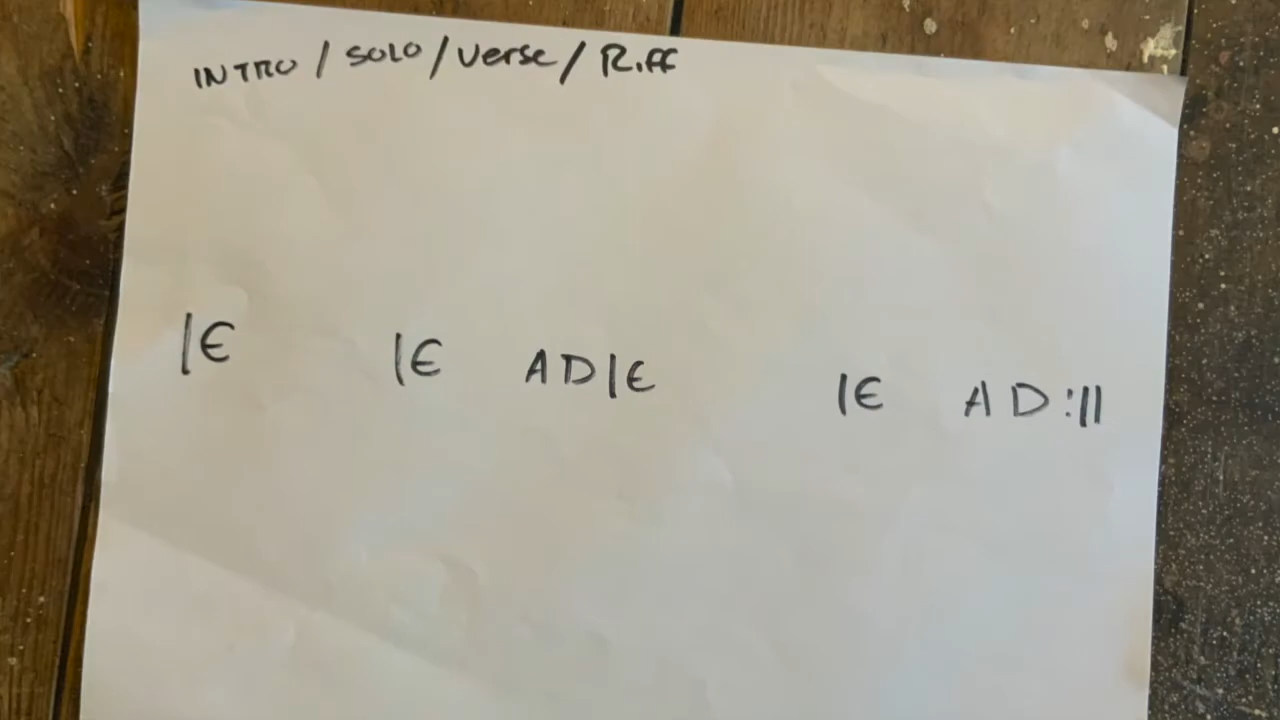 INTRO / SOLO / Verse / Riff
|E |E AD|E |E AD:||